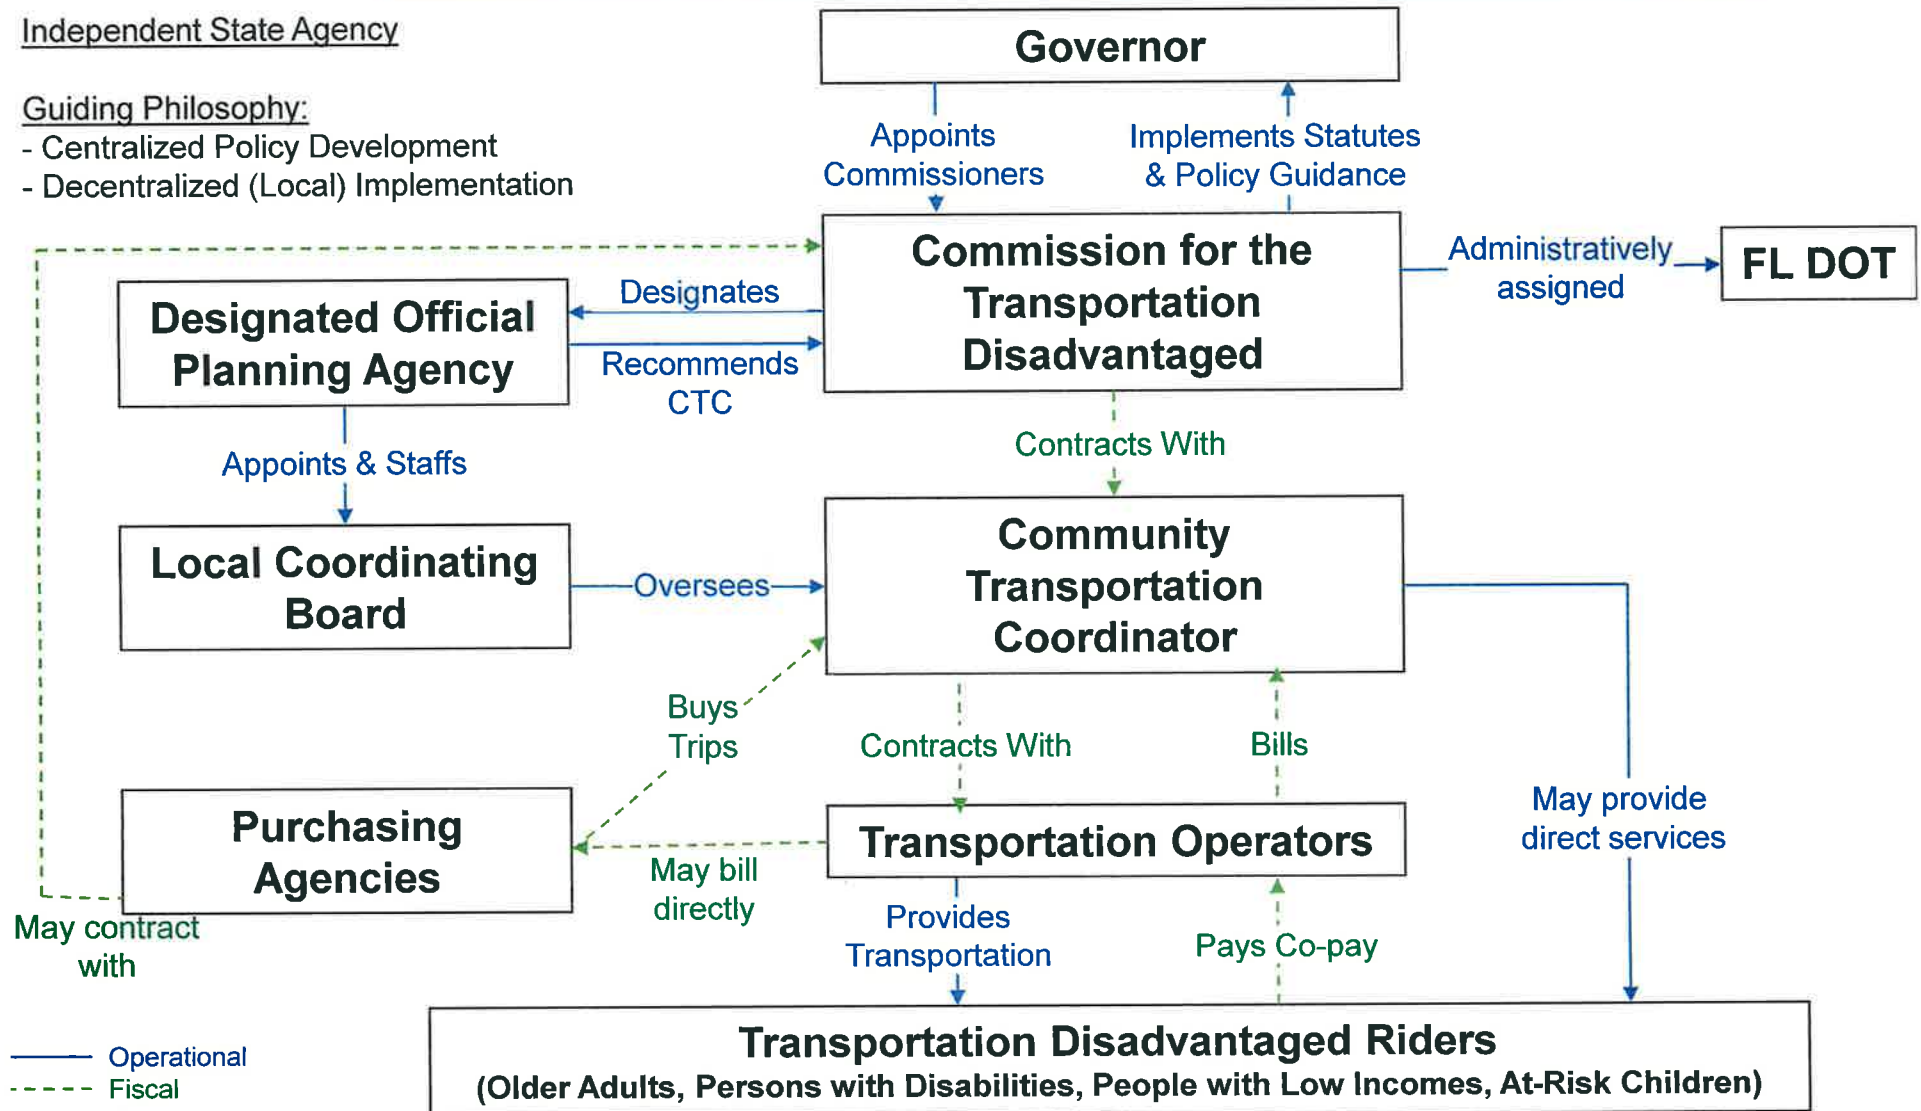 Independent State Agency
Guiding Philosophy:
- Centralized Policy Development
- Decentralized (Local) Implementation
Governor
Appoints
Commissioners
Implements Statutes
& Policy Guidance
Commission for the
Transportation
Disadvantaged
Administratively
assigned
FL DOT
Designates
Recommends
CTC
Designated Official
Planning Agency
Appoints & Staffs
Contracts With
Local Coordinating
Board
Oversees
Community
Transportation
Coordinator
Buys
Trips
Contracts With
Bills
May provide
direct services
Purchasing
Agencies
May bill
directly
Transportation Operators
May contract
with
Provides
Transportation
Pays Co-pay
Transportation Disadvantaged Riders
(Older Adults, Persons with Disabilities, People with Low Incomes, At-Risk Children)
Operational
Fiscal